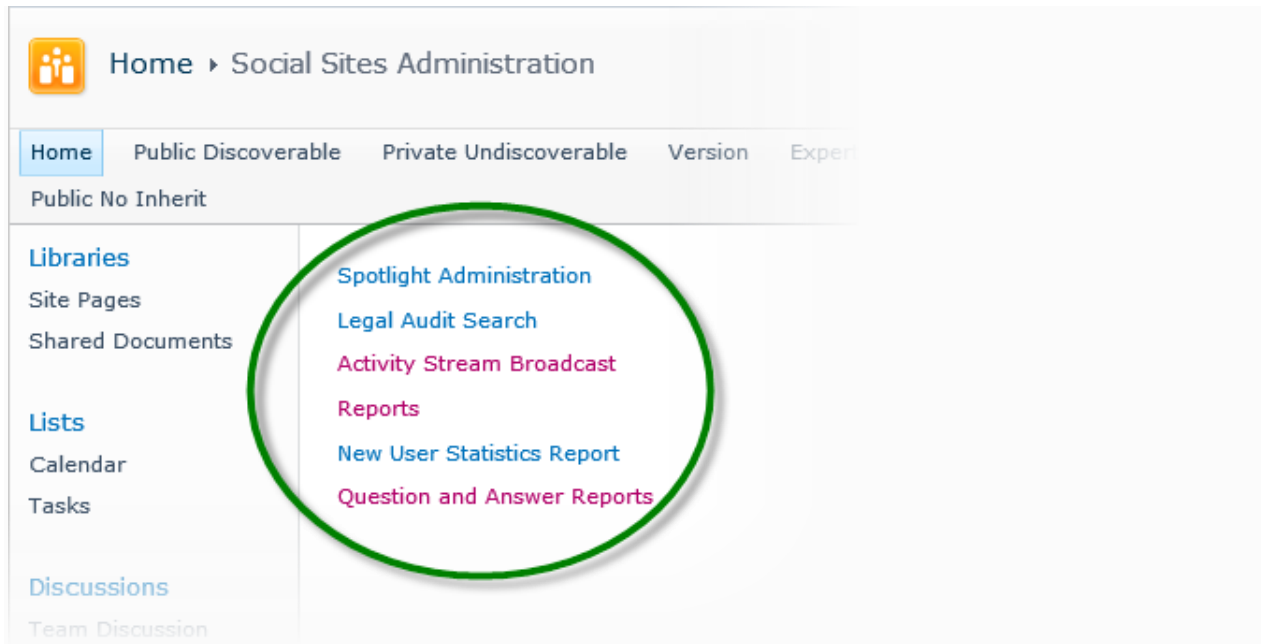 Home ▸ Social Sites Administration
Home Public Discoverable Private Undiscoverable Version Exper
Public No Inherit
Libraries
Site Pages
Shared Documents
Lists
Calendar
Tasks
Discussions
Team Discussion
Spotlight Administration
Legal Audit Search
Activity Stream Broadcast
Reports
New User Statistics Report
Question and Answer Reports